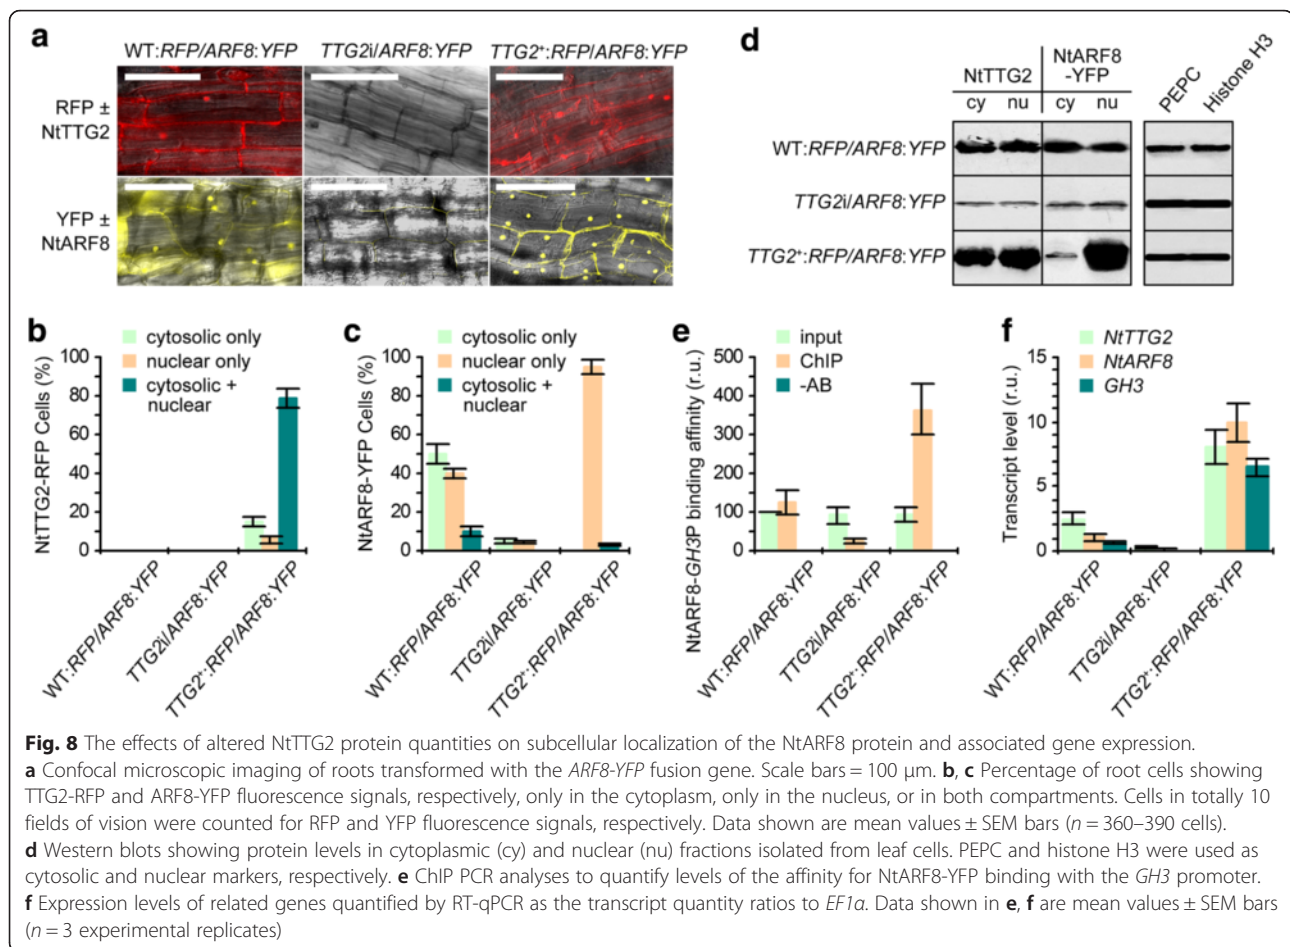 a
WT:RFP/ARF8:YFP TTG2i/ARF8:YFP TTG2+:RFP/ARF8:YFP
RFP ±
NtTTG2
YFP ±
NtARF8
d
NtTTG2
NtARF8
-YFP
PEPC
Histone H3
cy nu cy nu
WT:RFP/ARF8:YFP
TTG2i/ARF8:YFP
TTG2+:RFP/ARF8:YFP
b
cytosolic only
nuclear only
cytosolic +
nuclear
NtTTG2-RFP Cells (%)
100
80
60
40
20
0
WT:RFP/ARF8:YFP
TTG2i/ARF8:YFP
TTG2+:RFP/ARF8:YFP
c
cytosolic only
nuclear only
cytosolic +
nuclear
NtARF8-YFP Cells (%)
100
80
60
40
20
0
WT:RFP/ARF8:YFP
TTG2i/ARF8:YFP
TTG2+:RFP/ARF8:YFP
e
input
ChIP
-AB
NtARF8-GH3P binding affinity (r.u.)
500
400
300
200
100
0
WT:RFP/ARF8:YFP
TTG2i/ARF8:YFP
TTG2+:RFP/ARF8:YFP
f
NtTTG2
NtARF8
GH3
Transcript level (r.u.)
15
10
5
0
WT:RFP/ARF8:YFP
TTG2i/ARF8:YFP
TTG2+:RFP/ARF8:YFP
Fig. 8 The effects of altered NtTTG2 protein quantities on subcellular localization of the NtARF8 protein and associated gene expression.
a Confocal microscopic imaging of roots transformed with the ARF8-YFP fusion gene. Scale bars = 100 μm. b, c Percentage of root cells showing
TTG2-RFP and ARF8-YFP fluorescence signals, respectively, only in the cytoplasm, only in the nucleus, or in both compartments. Cells in totally 10
fields of vision were counted for RFP and YFP fluorescence signals, respectively. Data shown are mean values ± SEM bars (n = 360–390 cells).
d Western blots showing protein levels in cytoplasmic (cy) and nuclear (nu) fractions isolated from leaf cells. PEPC and histone H3 were used as
cytosolic and nuclear markers, respectively. e ChIP PCR analyses to quantify levels of the affinity for NtARF8-YFP binding with the GH3 promoter.
f Expression levels of related genes quantified by RT-qPCR as the transcript quantity ratios to EF1α. Data shown in e, f are mean values ± SEM bars
(n = 3 experimental replicates)